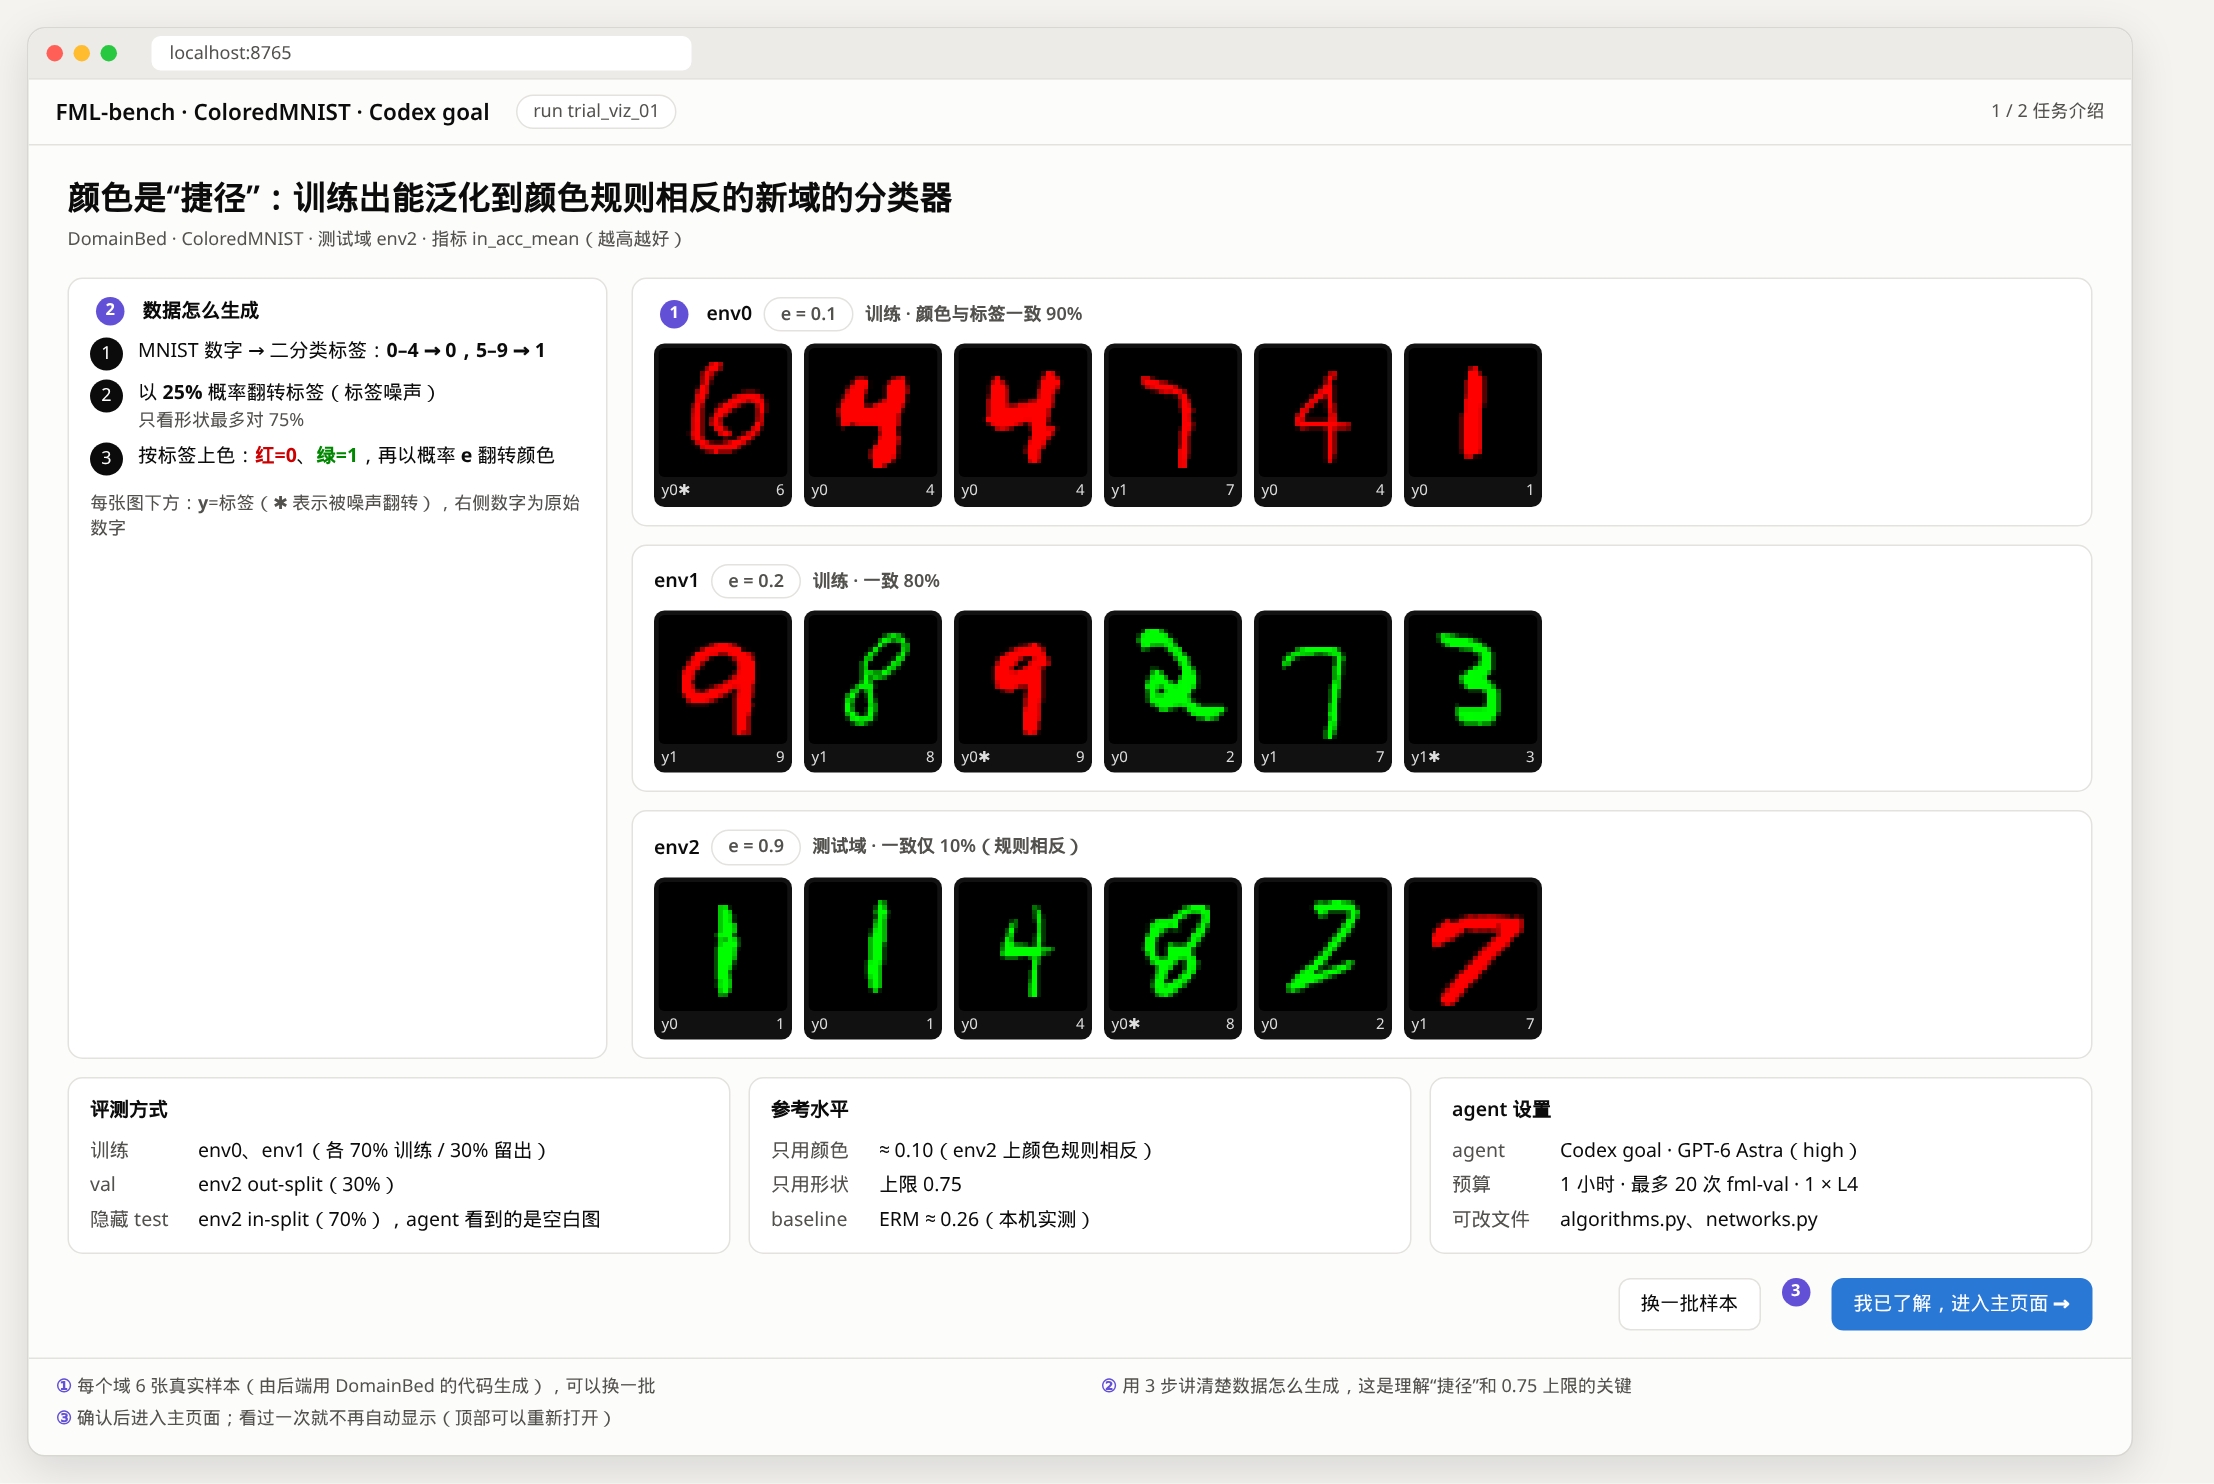 localhost:8765
FML-bench · ColoredMNIST · Codex goal
run trial_viz_01
1 / 2 任务介绍
颜色是“捷径”：训练出能泛化到颜色规则相反的新域的分类器
DomainBed · ColoredMNIST · 测试域 env2 · 指标 in_acc_mean（越高越好）
2 数据怎么生成
1 MNIST 数字 → 二分类标签：0–4 → 0，5–9 → 1
2 以 25% 概率翻转标签（标签噪声）
只看形状最多对 75%
3 按标签上色：红=0、绿=1，再以概率 e 翻转颜色
每张图下方：y=标签（✱ 表示被噪声翻转），右侧数字为原始
数字
1 env0 e = 0.1 训练 · 颜色与标签一致 90%
6 4 4 7 4 1
y0✱ 6 y0 4 y0 4 y1 7 y0 4 y0 1
env1 e = 0.2 训练 · 一致 80%
9 8 9 2 7 3
y1 9 y1 8 y0✱ 9 y0 2 y1 7 y1✱ 3
env2 e = 0.9 测试域 · 一致仅 10%（规则相反）
1 1 4 8 2 7
y0 1 y0 1 y0 4 y0✱ 8 y0 2 y1 7
评测方式
训练 env0、env1（各 70% 训练 / 30% 留出）
val env2 out-split（30%）
隐藏 test env2 in-split（70%），agent 看到的是空白图
参考水平
只用颜色 ≈ 0.10（env2 上颜色规则相反）
只用形状 上限 0.75
baseline ERM ≈ 0.26（本机实测）
agent 设置
agent Codex goal · GPT-6 Astra（high）
预算 1 小时 · 最多 20 次 fml-val · 1 × L4
可改文件 algorithms.py、networks.py
换一批样本
3
我已了解，进入主页面 →
① 每个域 6 张真实样本（由后端用 DomainBed 的代码生成），可以换一批
② 用 3 步讲清楚数据怎么生成，这是理解“捷径”和 0.75 上限的关键
③ 确认后进入主页面；看过一次就不再自动显示（顶部可以重新打开）